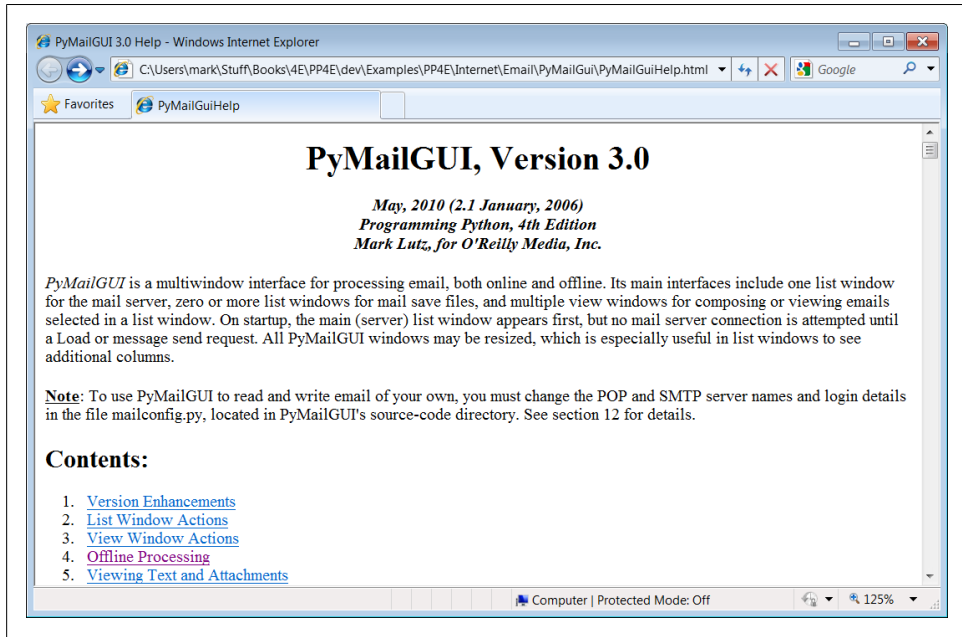 PyMailGUI 3.0 Help - Windows Internet Explorer
C:\Users\mark\Stuff\Books\4E\PP4E\dev\Examples\PP4E\Internet\Email\PyMailGui\PyMailGuiHelp.html
Google
Favorites
PyMailGuiHelp
PyMailGUI, Version 3.0
May, 2010 (2.1 January, 2006)
Programming Python, 4th Edition
Mark Lutz, for O'Reilly Media, Inc.
PyMailGUI is a multiwindow interface for processing email, both online and offline. Its main interfaces include one list window
for the mail server, zero or more list windows for mail save files, and multiple view windows for composing or viewing emails
selected in a list window. On startup, the main (server) list window appears first, but no mail server connection is attempted until
a Load or message send request. All PyMailGUI windows may be resized, which is especially useful in list windows to see
additional columns.
Note: To use PyMailGUI to read and write email of your own, you must change the POP and SMTP server names and login details
in the file mailconfig.py, located in PyMailGUI's source-code directory. See section 12 for details.
Contents:
1. Version Enhancements
2. List Window Actions
3. View Window Actions
4. Offline Processing
5. Viewing Text and Attachments
Computer | Protected Mode: Off
125%